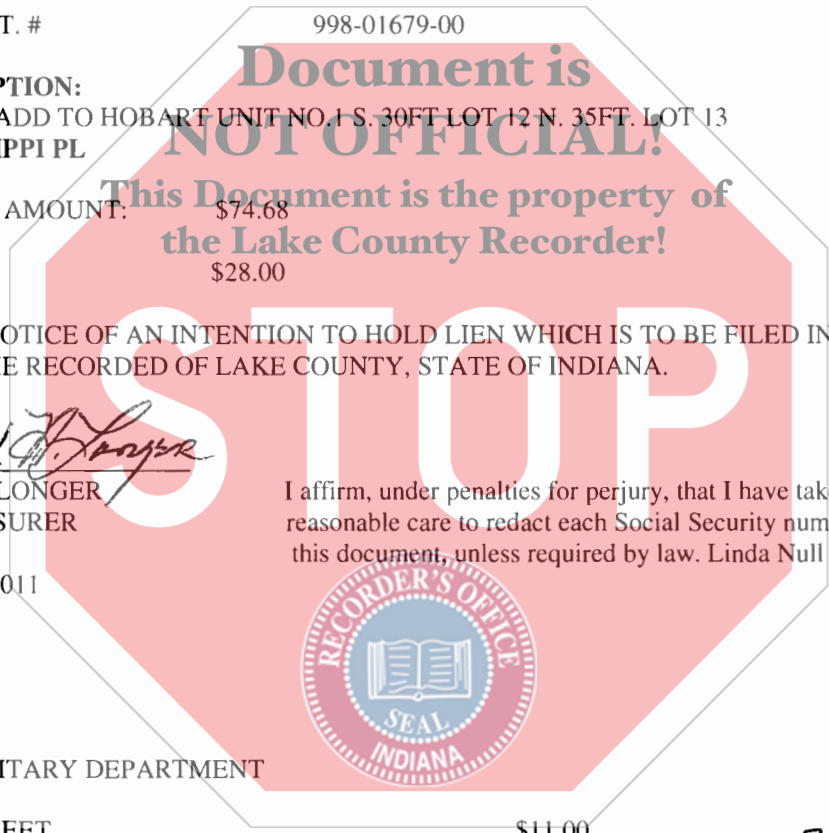 T. # 998-01679-00
Document is
PTION:
ADD TO HOBART UNIT NO.1 S. 30FT LOT 12 N. 35FT. LOT 13
NOT OFFICIAL!
IPPI PL
This Document is the property of
AMOUNT: $74.68
the Lake County Recorder!
$28.00
OTICE OF AN INTENTION TO HOLD LIEN WHICH IS TO BE FILED IN
E RECORDED OF LAKE COUNTY, STATE OF INDIANA.
STOP
LONGER
I affirm, under penalties for perjury, that I have tak
SURER
reasonable care to redact each Social Security num
this document, unless required by law. Linda Null
011
RECORDER'S OFFICE
SEAL
INDIANA
ITARY DEPARTMENT
EET $11.00